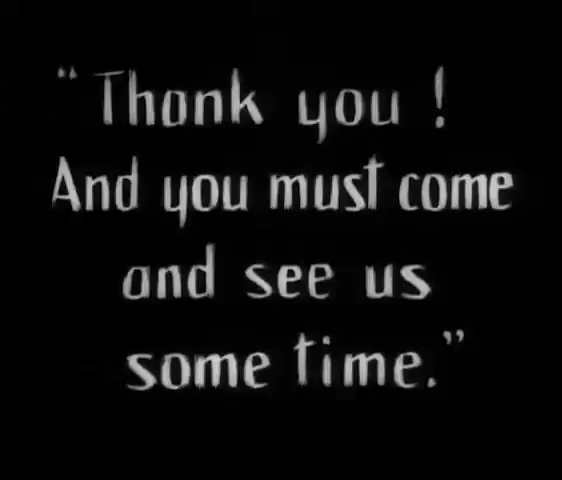 “Thank you !
And you must come
and see us
some time.”